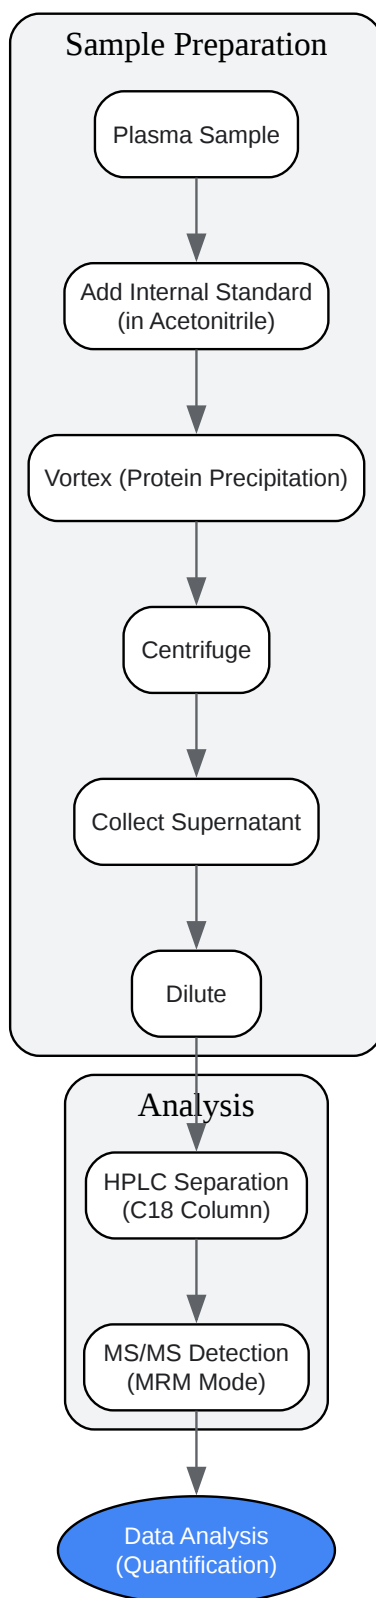 Sample Preparation
Plasma Sample
Add Internal Standard
(in Acetonitrile)
Vortex (Protein Precipitation)
Centrifuge
Collect Supernatant
Dilute
Analysis
HPLC Separation
(C18 Column)
MS/MS Detection
(MRM Mode)
Data Analysis
(Quantification)